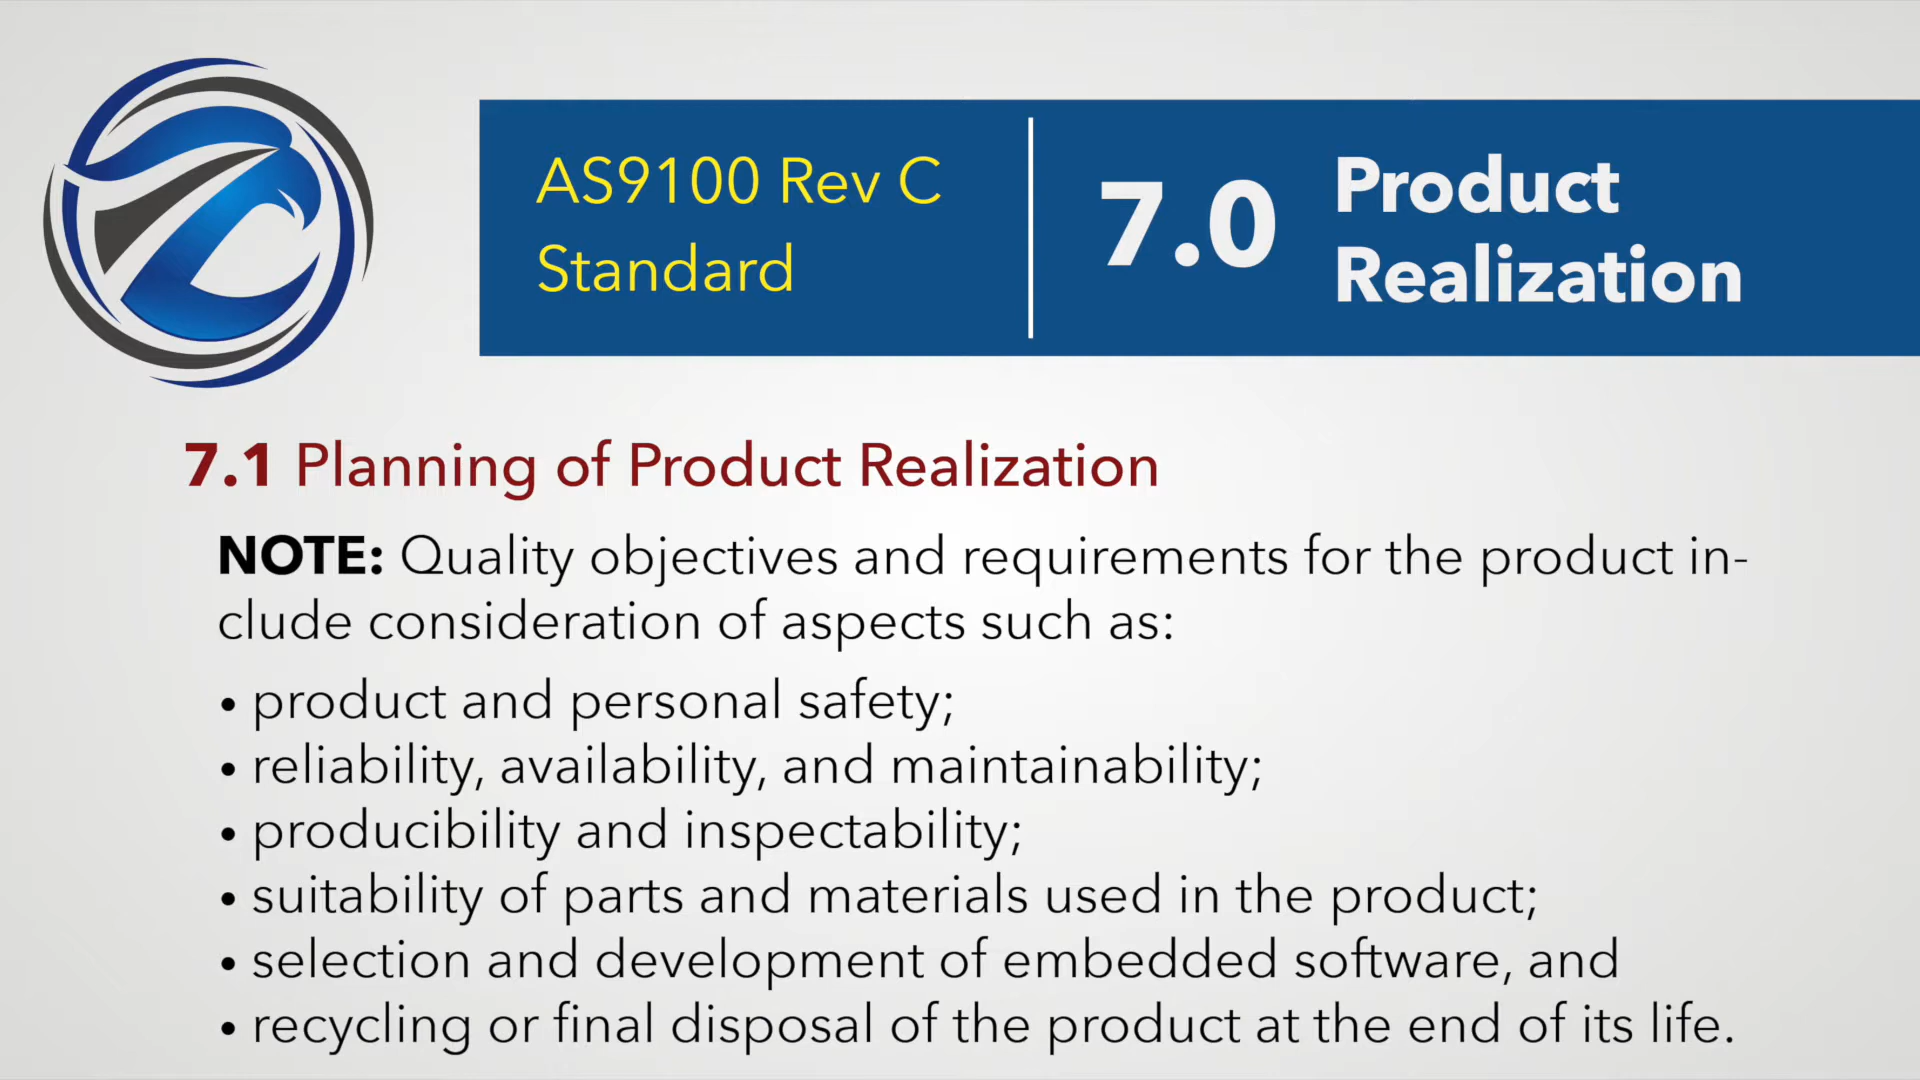 AS9100 Rev C
Standard
7.0
Product
Realization
7.1 Planning of Product Realization
NOTE: Quality objectives and requirements for the product in-
clude consideration of aspects such as:
• product and personal safety;
• reliability, availability, and maintainability;
• producibility and inspectability;
• suitability of parts and materials used in the product;
• selection and development of embedded software, and
• recycling or final disposal of the product at the end of its life.